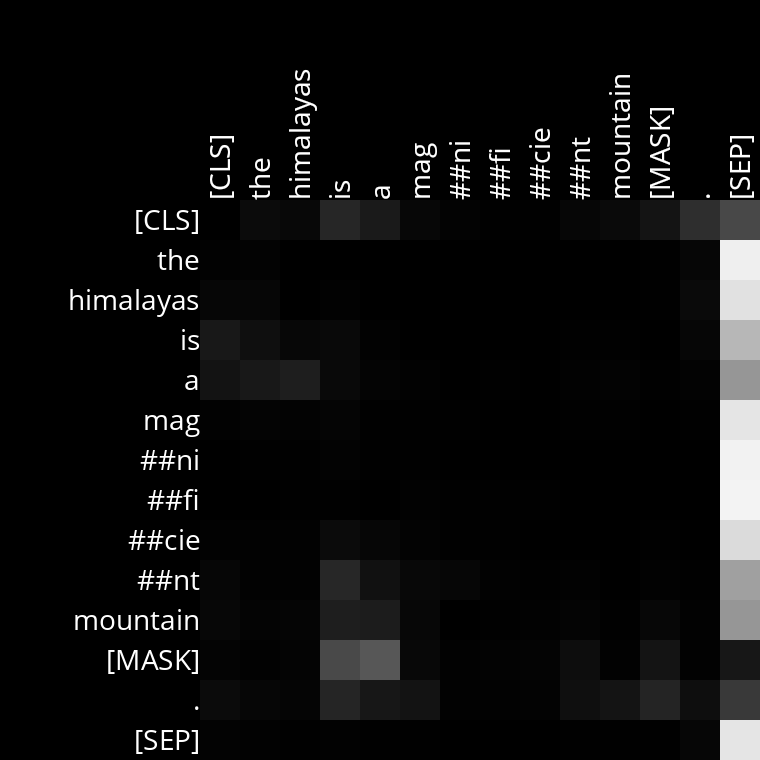 [CLS] the himalayas is a mag ##ni ##fi ##cie ##nt mountain [MASK] . [SEP]
[CLS]
the
himalayas
is
a
mag
##ni
##fi
##cie
##nt
mountain
[MASK]
.
[SEP]